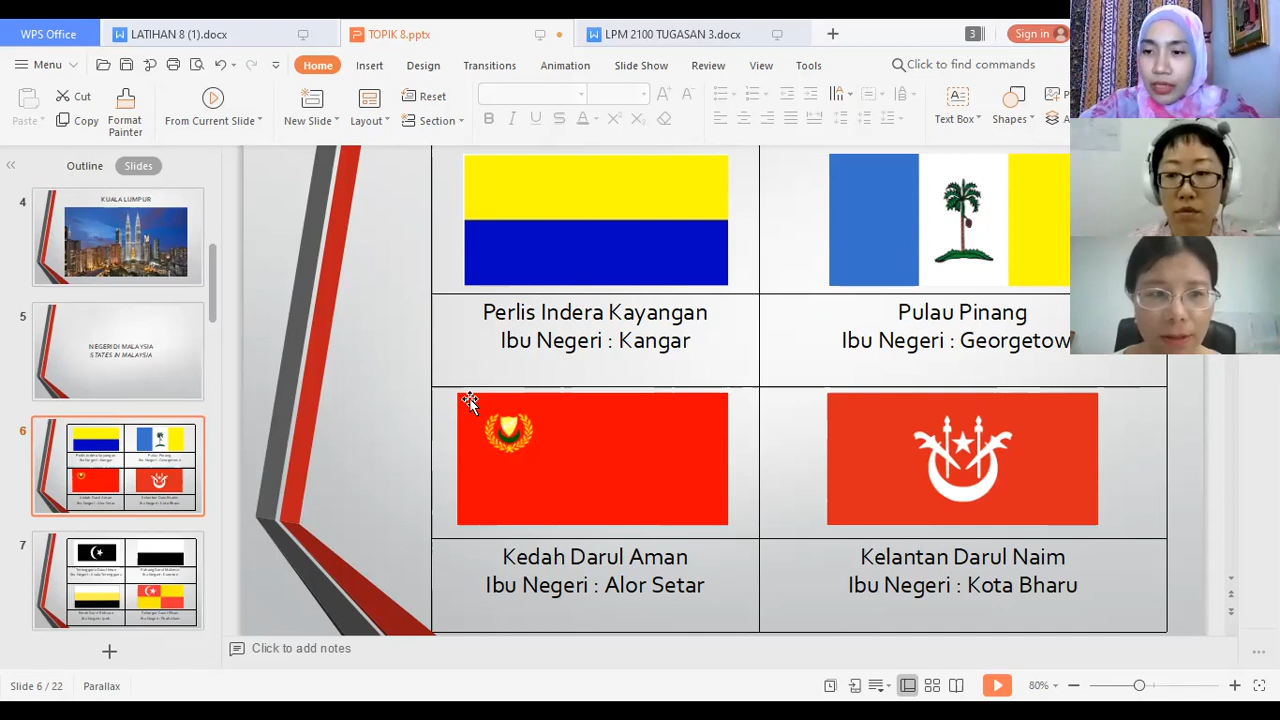 WPS Office
LATIHAN 8 (1).docx
TOPIK 8.pptx
LPM 2100 TUGASAN 3.docx
3
Sign in
Menu
Home
Insert
Design
Transitions
Animation
Slide Show
Review
View
Tools
Click to find commands
Cut
Format
Painter
From Current Slide
New Slide
Layout
Reset
Section
B I U S A
Text Box
Shapes
Outline
Slides
4
KUALA LUMPUR
5
NEGERI DI MALAYSIA
STATES IN MALAYSIA
6
7
Perlis Indera Kayangan
Ibu Negeri : Kangar
Pulau Pinang
Ibu Negeri : Georgetow
Kedah Darul Aman
Ibu Negeri : Alor Setar
Kelantan Darul Naim
Ibu Negeri : Kota Bharu
Click to add notes
Slide 6 / 22
Parallax
80%